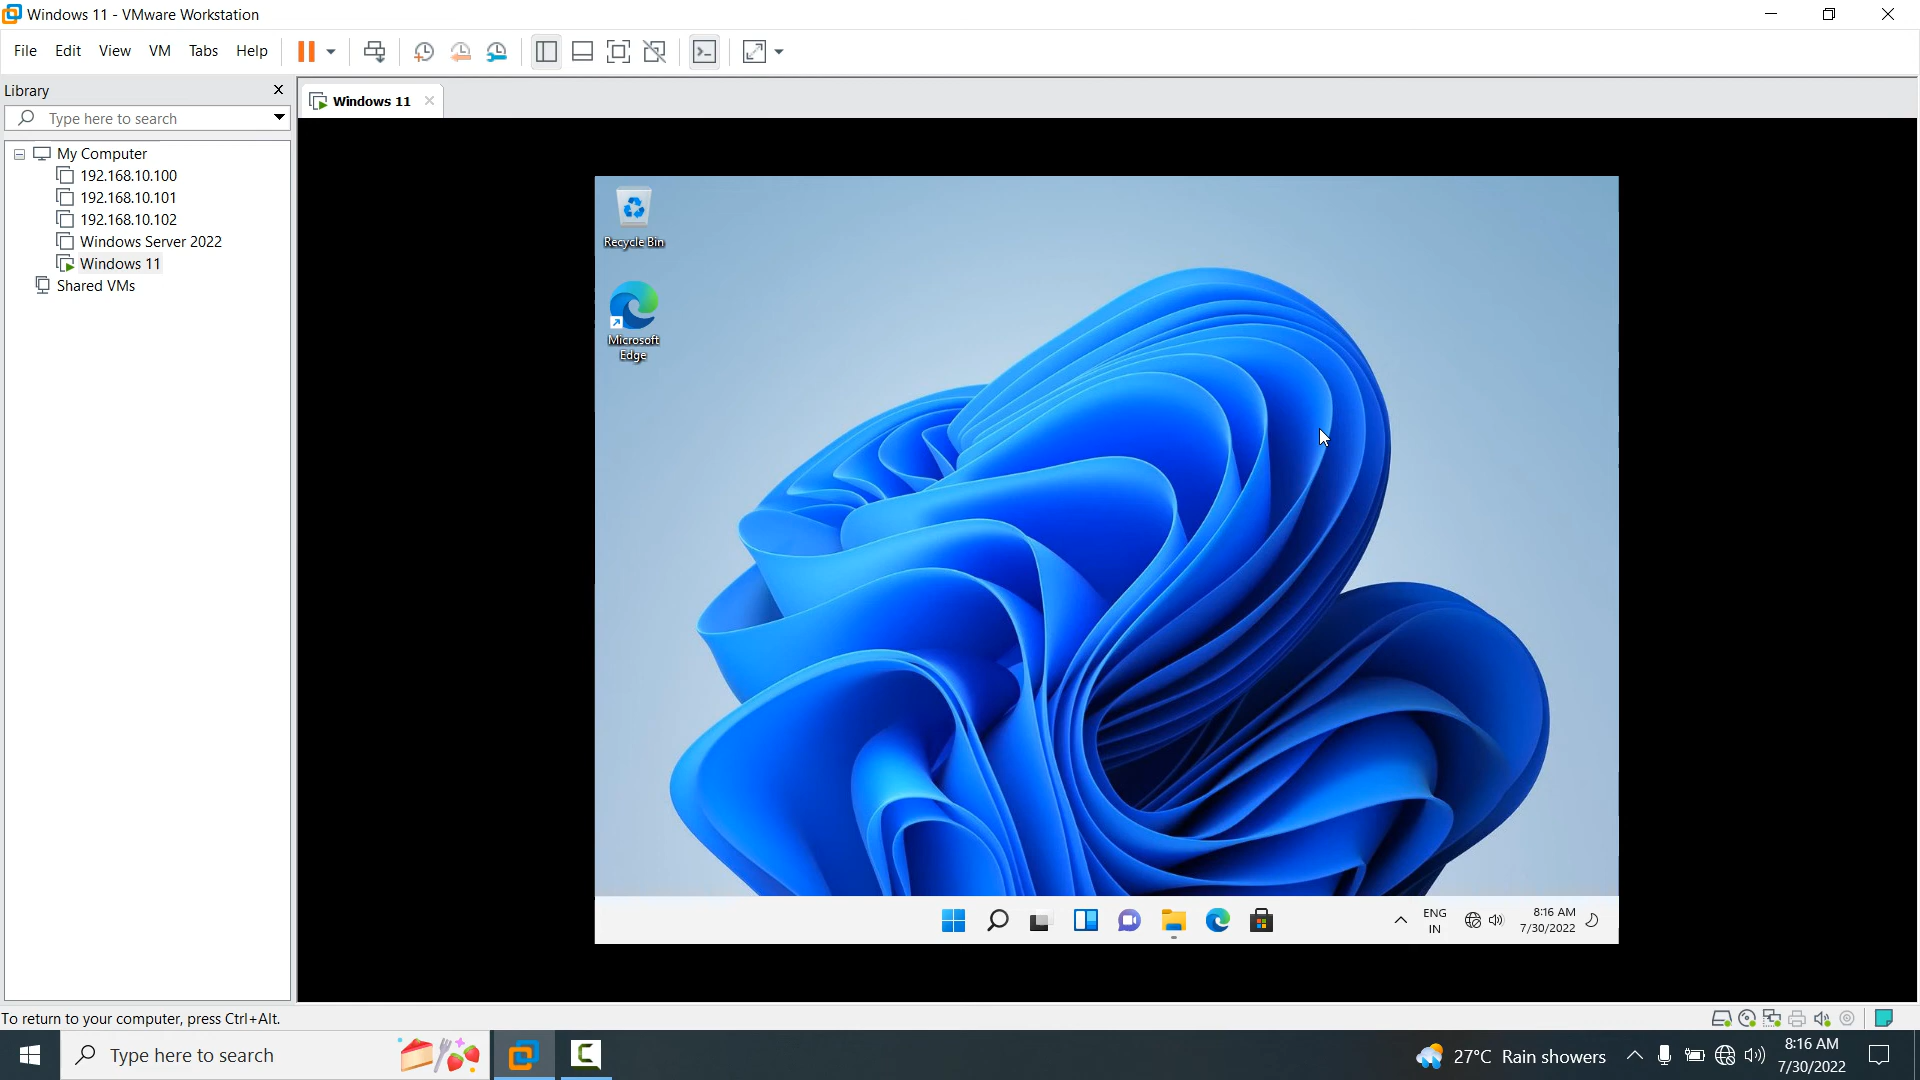 Windows 11 - VMware Workstation
File Edit View VM Tabs Help
Library
Type here to search
My Computer
192.168.10.100
192.168.10.101
192.168.10.102
Windows Server 2022
Windows 11
Shared VMs
Windows 11
Recycle Bin
Microsoft
Edge
ENG
IN
8:16 AM
7/30/2022
To return to your computer, press Ctrl+Alt.
Type here to search
27°C Rain showers
8:16 AM
7/30/2022